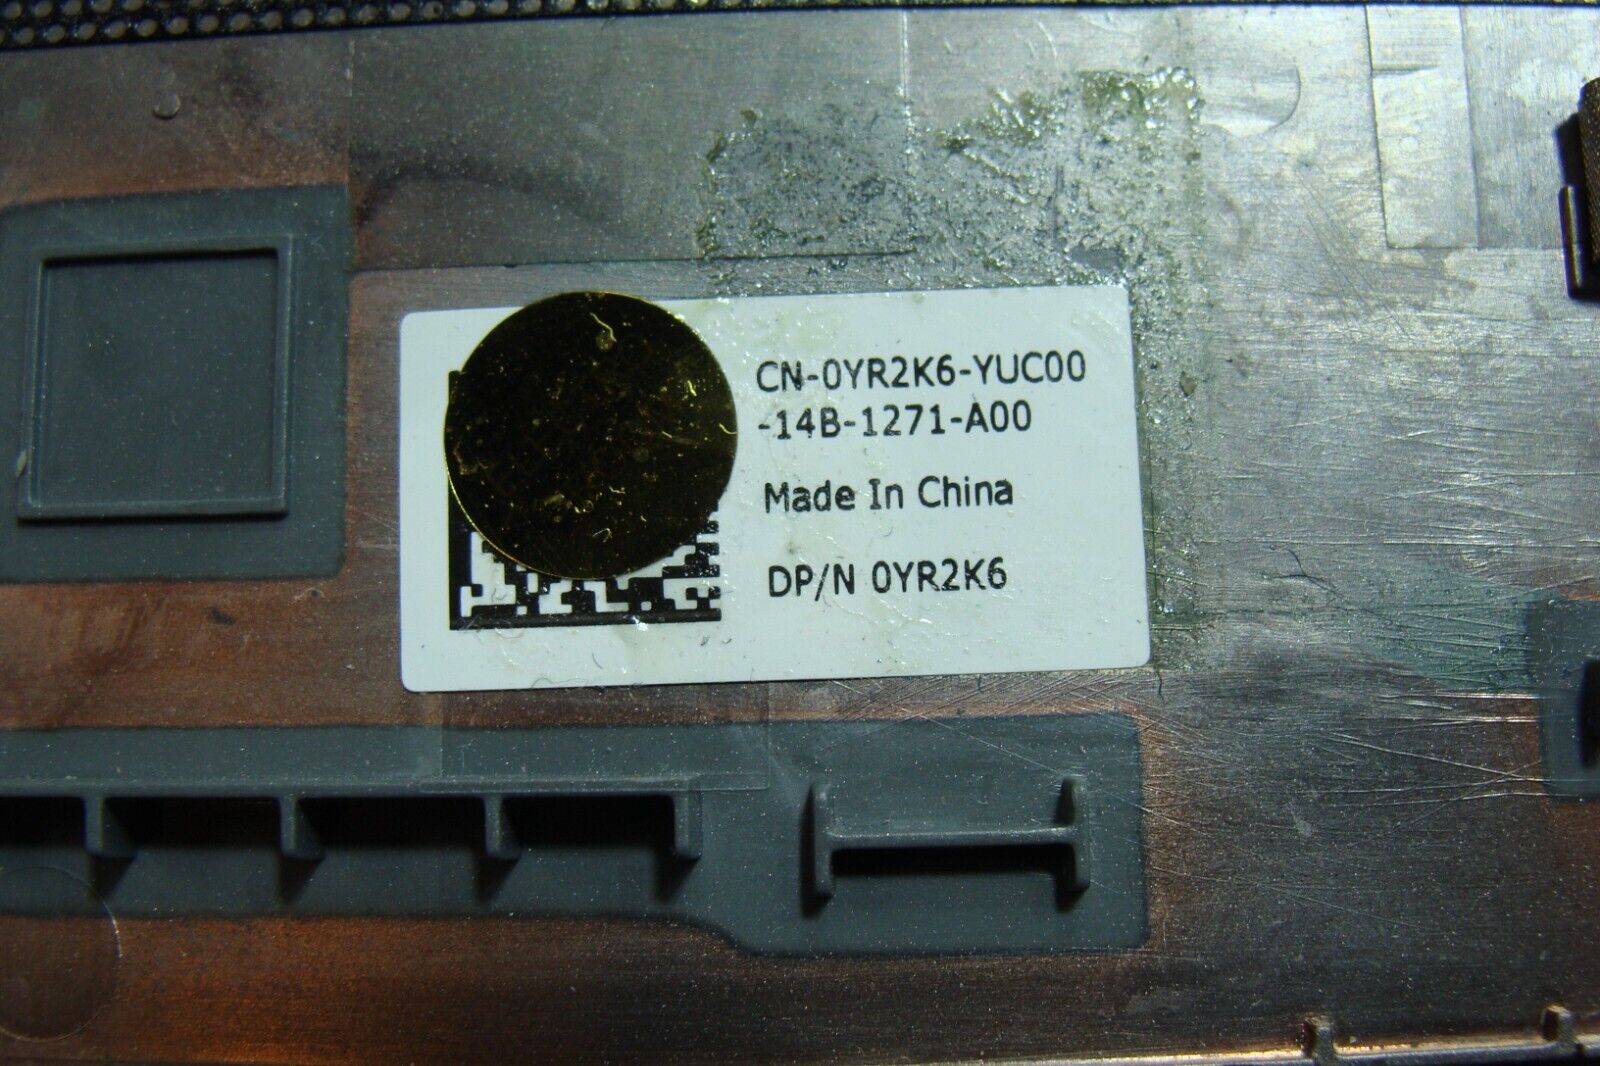 CN-0YR2K6-YUC00
-14B-1271-A00
Made In China
DP/N 0YR2K6